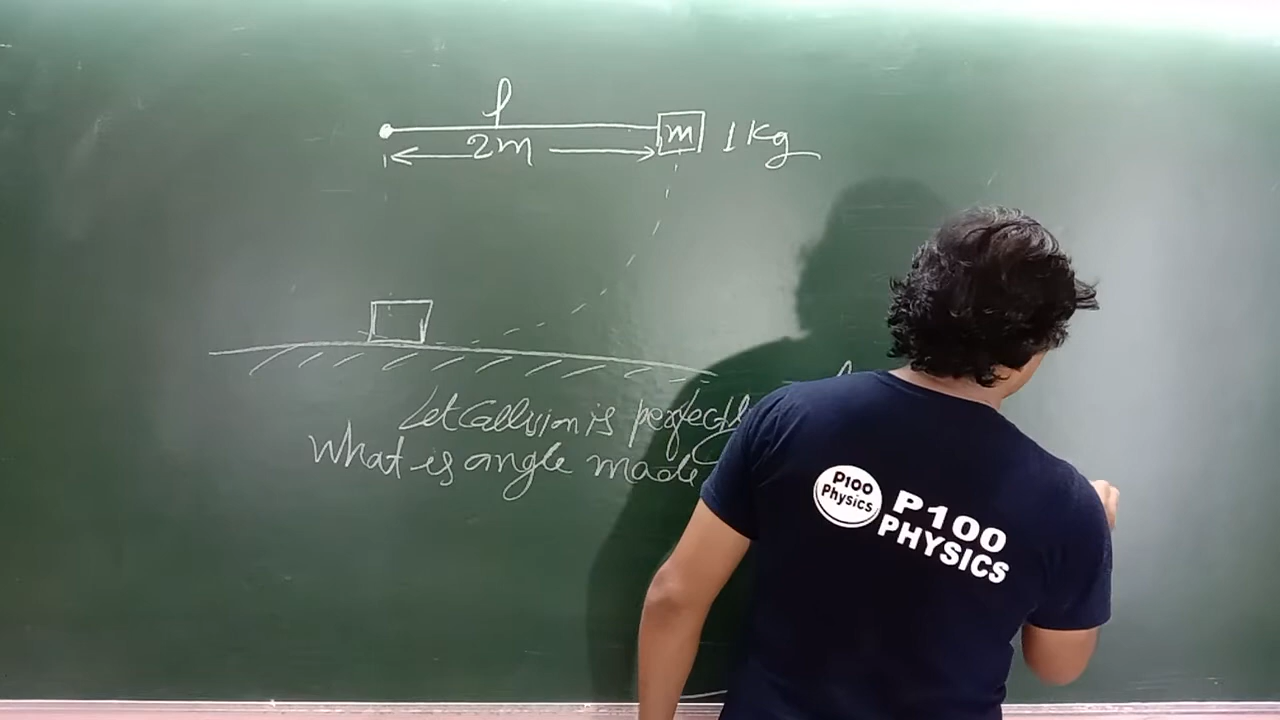 l
2m
m 1 Kg
Let Collision is perfectly
What is angle made
P100
Physics
P100
PHYSICS